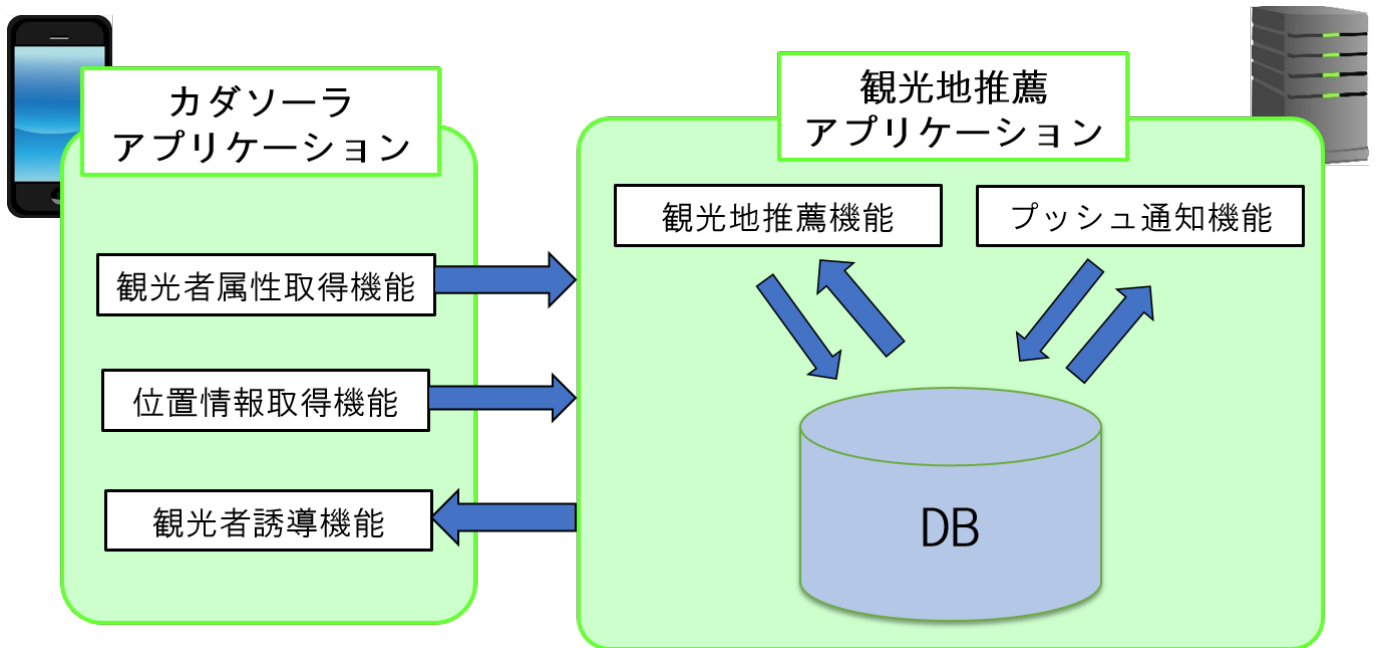 カダソーラ
アプリケーション
観光者属性取得機能
位置情報取得機能
観光者誘導機能
観光地推薦
アプリケーション
観光地推薦機能
プッシュ通知機能
DB